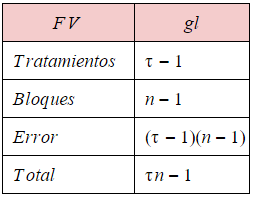 FV gl
Tratamientos τ − 1
Bloques n − 1
Error (τ − 1)(n − 1)
Total τn − 1